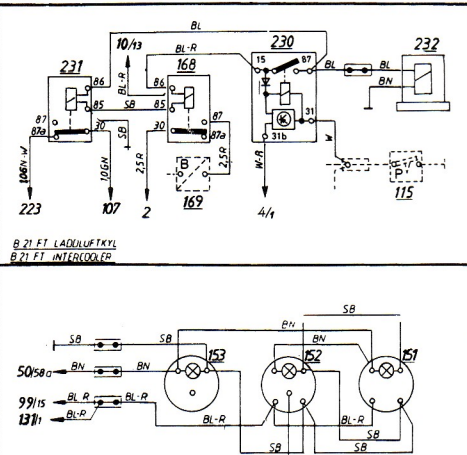 BL
10/13
BL-R
231
168
230
232
86
BL-R
86
15
87
BL
BL
BN
85
SB
85
87
30
87
31
87a
SB
30
87a
31b
W
1,0GN-W
1,0GN
2,5R
B
2,5R
W-R
P
223
107
2
169
4/1
115
B 21 FT LADDLUFTKYL
B 21 FT INTERCOOLER
SB
BN
SB
SB
153
152
BN
151
50/58a
BN
BN
99/15
BL-R
BL-R
131/1
BL-R
BL-R
BL-R
SB
SB
SB